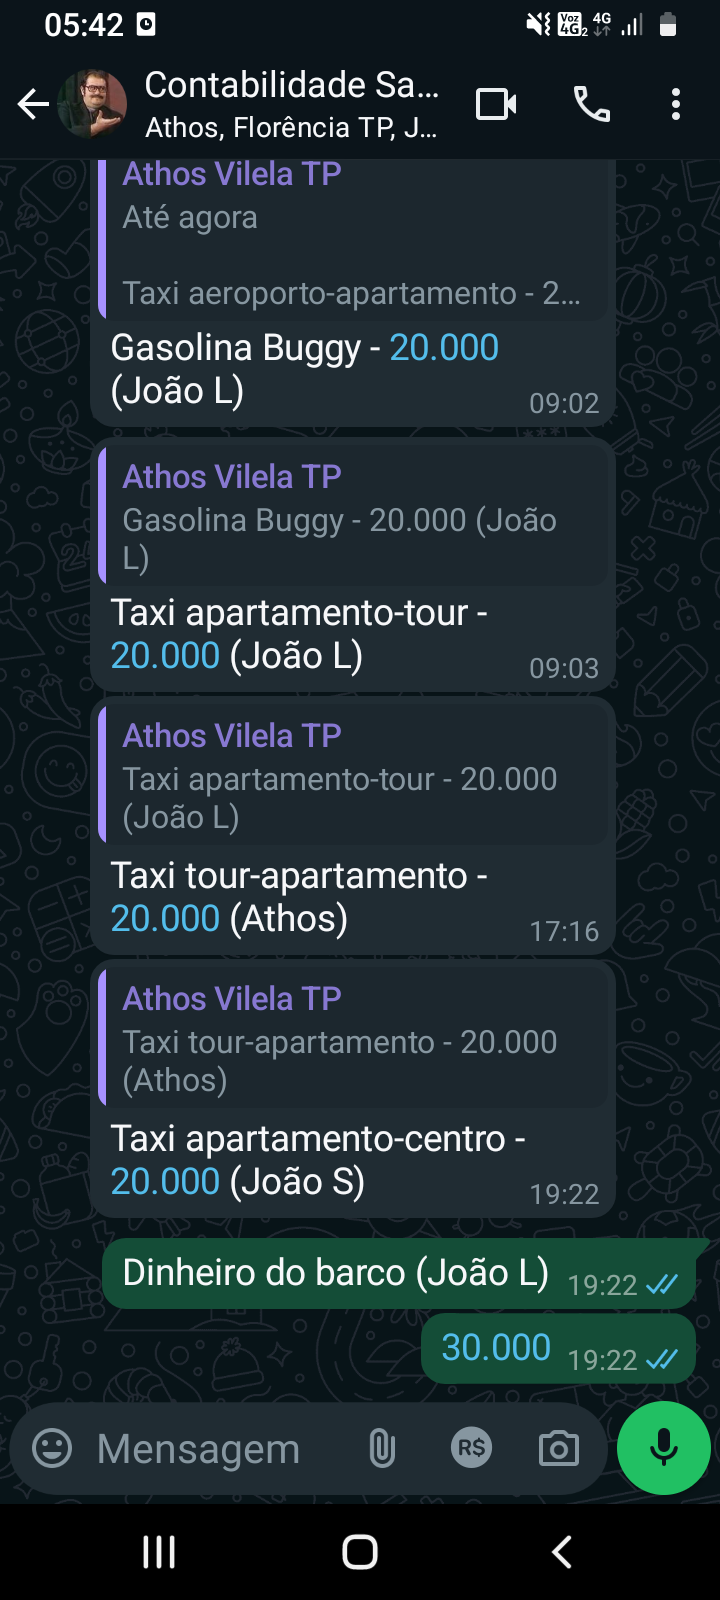 05:42
Voz 4G 2 4G
Contabilidade Sa...
Athos, Florência TP, J...
Athos Vilela TP
Até agora
Taxi aeroporto-apartamento - 2...
Gasolina Buggy - 20.000
(João L)
09:02
Athos Vilela TP
Gasolina Buggy - 20.000 (João
L)
Taxi apartamento-tour -
20.000 (João L)
09:03
Athos Vilela TP
Taxi apartamento-tour - 20.000
(João L)
Taxi tour-apartamento -
20.000 (Athos)
17:16
Athos Vilela TP
Taxi tour-apartamento - 20.000
(Athos)
Taxi apartamento-centro -
20.000 (João S)
19:22
Dinheiro do barco (João L) 19:22
30.000 19:22
Mensagem R$